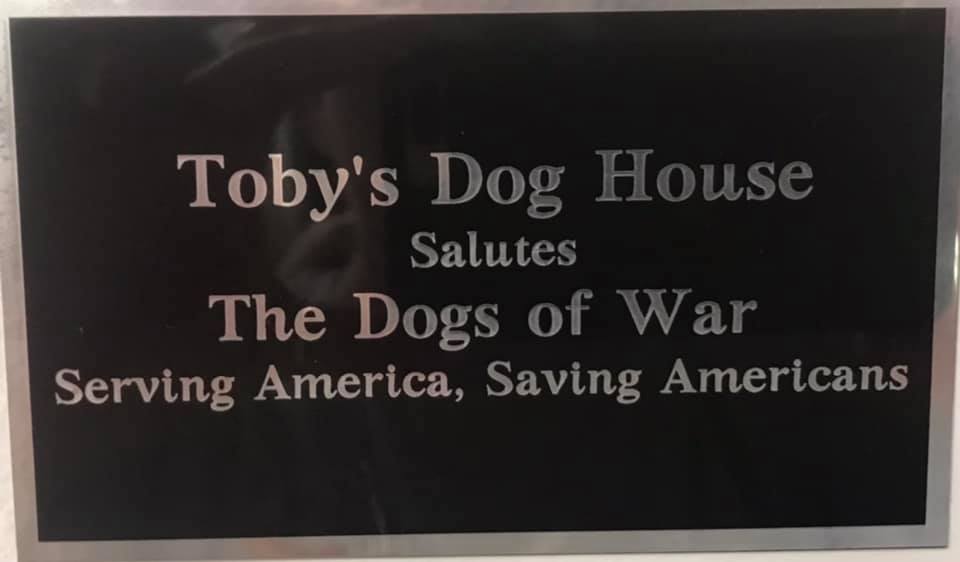 Toby's Dog House
Salutes
The Dogs of War
Serving America, Saving Americans